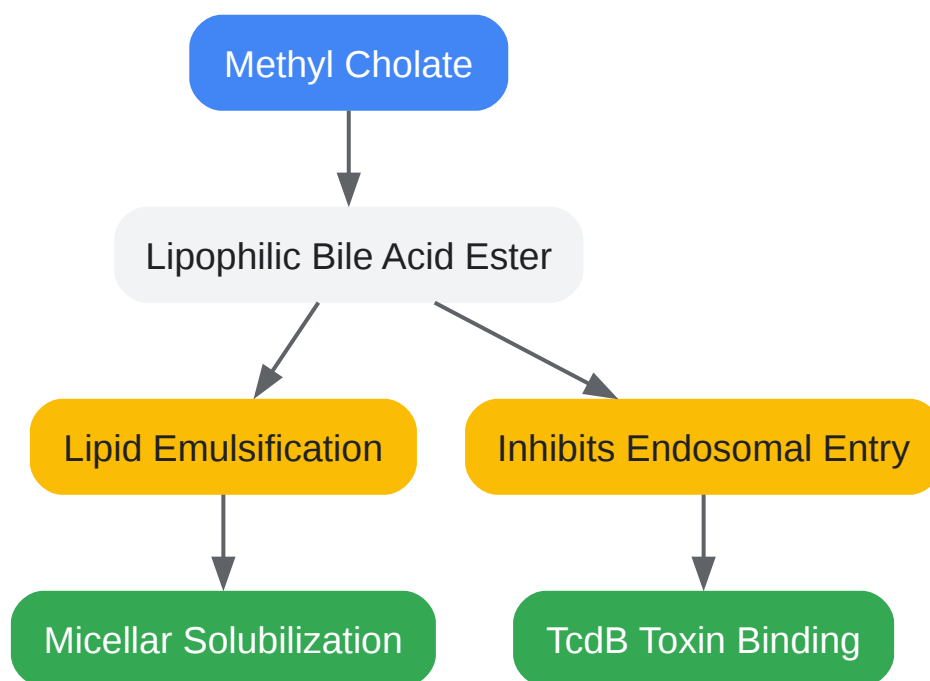 Methyl Cholate
Lipophilic Bile Acid Ester
Lipid Emulsification
Inhibits Endosomal Entry
Micellar Solubilization
TcdB Toxin Binding